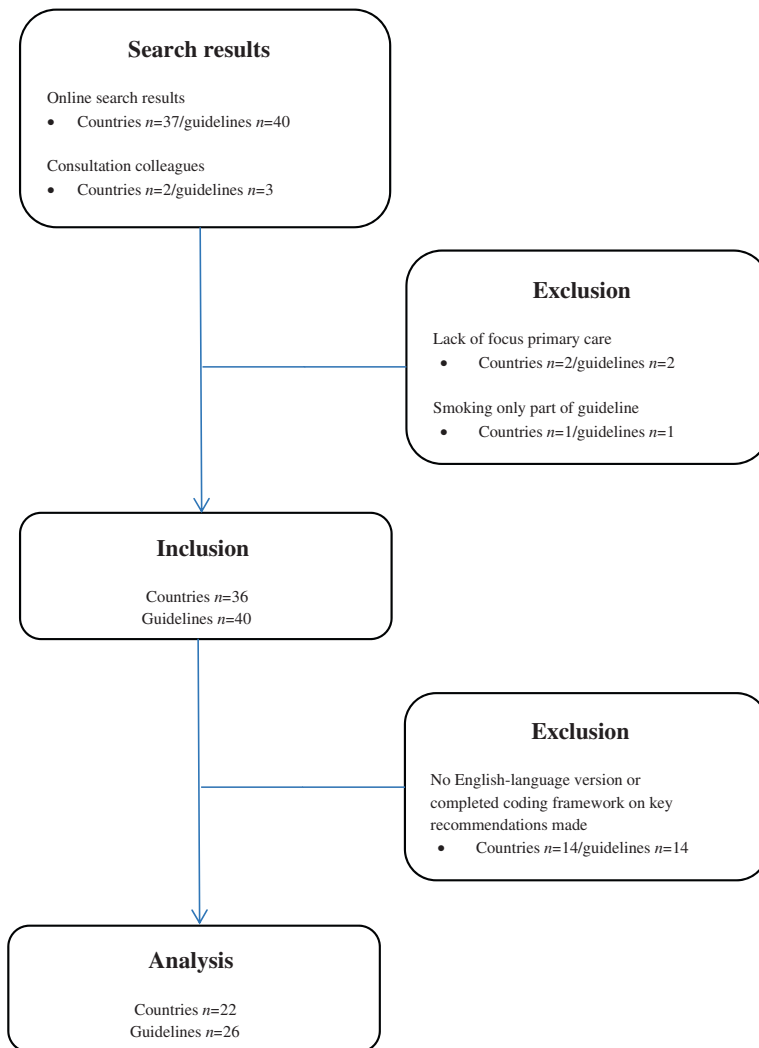 Search results
Online search results
• Countries n=37/guidelines n=40
Consultation colleagues
• Countries n=2/guidelines n=3
Exclusion
Lack of focus primary care
• Countries n=2/guidelines n=2
Smoking only part of guideline
• Countries n=1/guidelines n=1
Inclusion
Countries n=36
Guidelines n=40
Exclusion
No English-language version or
completed coding framework on key
recommendations made
• Countries n=14/guidelines n=14
Analysis
Countries n=22
Guidelines n=26